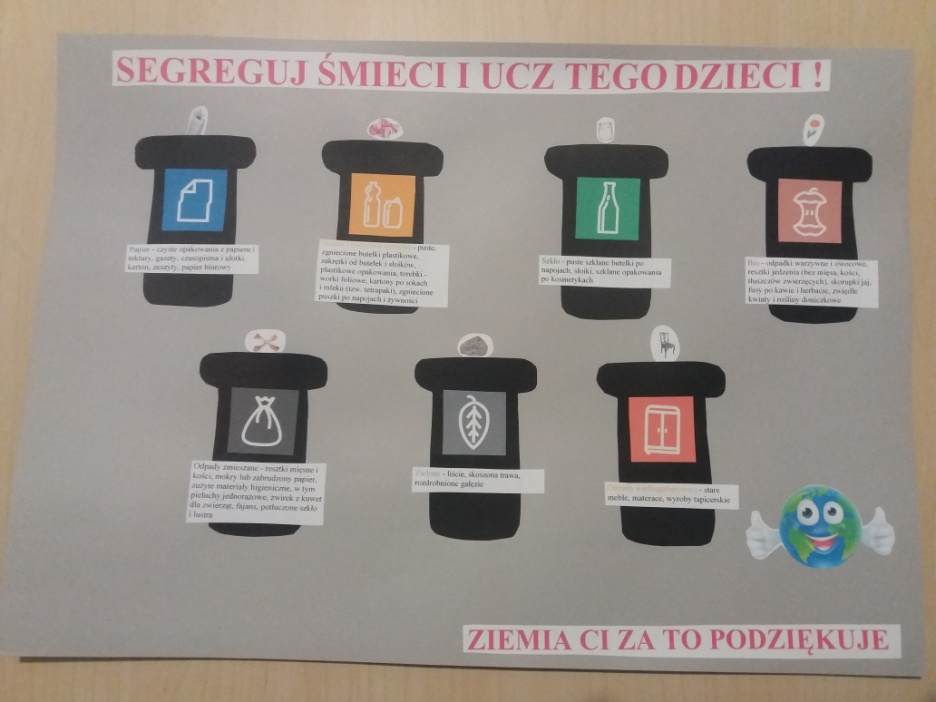 SEGREGUJ ŚMIECI I UCZ TEGO DZIECI !
Papier - czyste opakowania z papieru i
tektury, gazety, czasopisma i ulotki,
karton, zeszyty, papier biurowy
- puste,
zgniecione butelki plastikowe,
zakrętki od butelek i słoików,
plastikowe opakowania, torebki -
worki foliowe, kartony po sokach
i mleku (tzw. tetrapaki), zgniecione
puszki po napojach i żywności
Szkło - puste szklane butelki po
napojach, słoiki, szklane opakowania
po kosmetykach
Bio - odpadki warzywne i owocowe,
resztki jedzenia (bez mięsa, kości,
tłuszczów zwierzęcych), skorupki jaj,
fusy po kawie i herbacie, zwiędłe
kwiaty i rośliny doniczkowe
Odpady zmieszane - resztki mięsne i
kości, mokry lub zabrudzony papier,
zużyte materiały higieniczne, w tym
pieluchy jednorazowe, żwirek z kuwet
dla zwierząt, fajans, potłuczone szkło
i lustra
Zielone - liście, skoszona trawa,
rozdrobnione gałęzie
Odpady wielkogabarytowe - stare
meble, materace, wyroby tapicerskie
ZIEMIA CI ZA TO PODZIĘKUJE